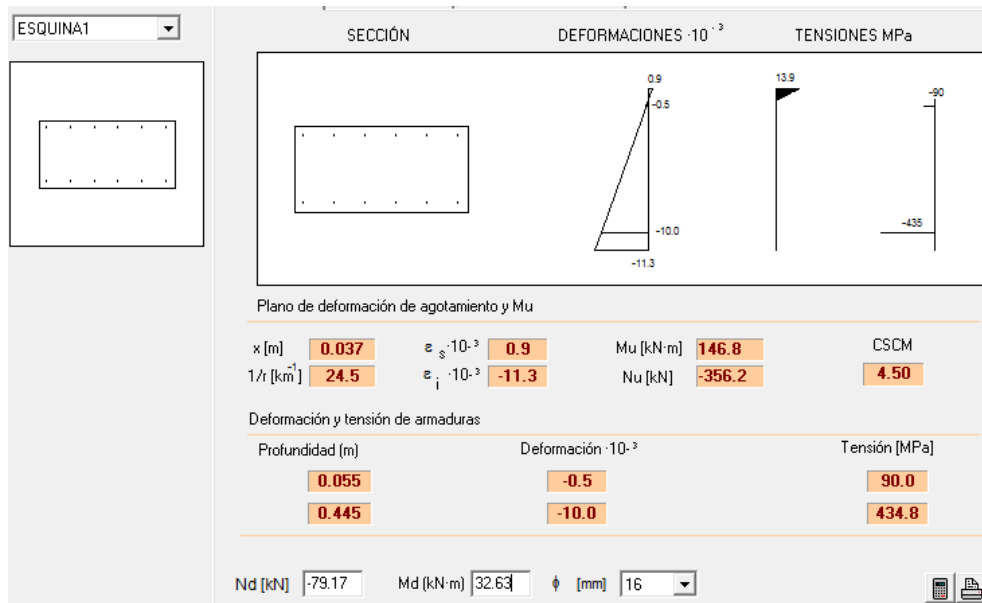 ESQUINA1
SECCIÓN DEFORMACIONES ·10⁻³ TENSIONES MPa
0.9
-0.5
-10.0
-11.3
13.9
-90
-435
Plano de deformación de agotamiento y Mu
x [m] 0.037 ε s ·10-³ 0.9 Mu [kN·m] 146.8 CSCM
1/r [km⁻¹] 24.5 ε i ·10-³ -11.3 Nu [kN] -356.2 4.50
Deformación y tensión de armaduras
Profundidad (m) Deformación ·10-³ Tensión [MPa]
0.055 -0.5 90.0
0.445 -10.0 434.8
Nd [kN] -79.17 Md (kN·m) 32.63 ϕ [mm] 16